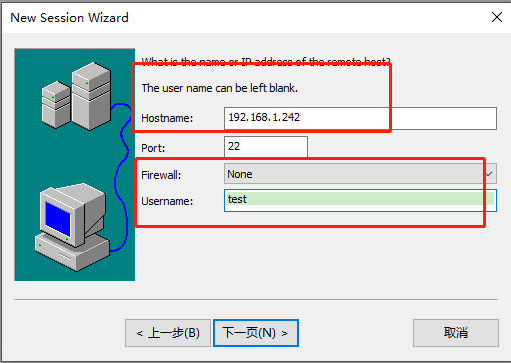 New Session Wizard
What is the name or IP address of the remote host?
The user name can be left blank.
Hostname: 192.168.1.242
Port: 22
Firewall: None
Username: test
< 上一步(B) 下一页(N) > 取消